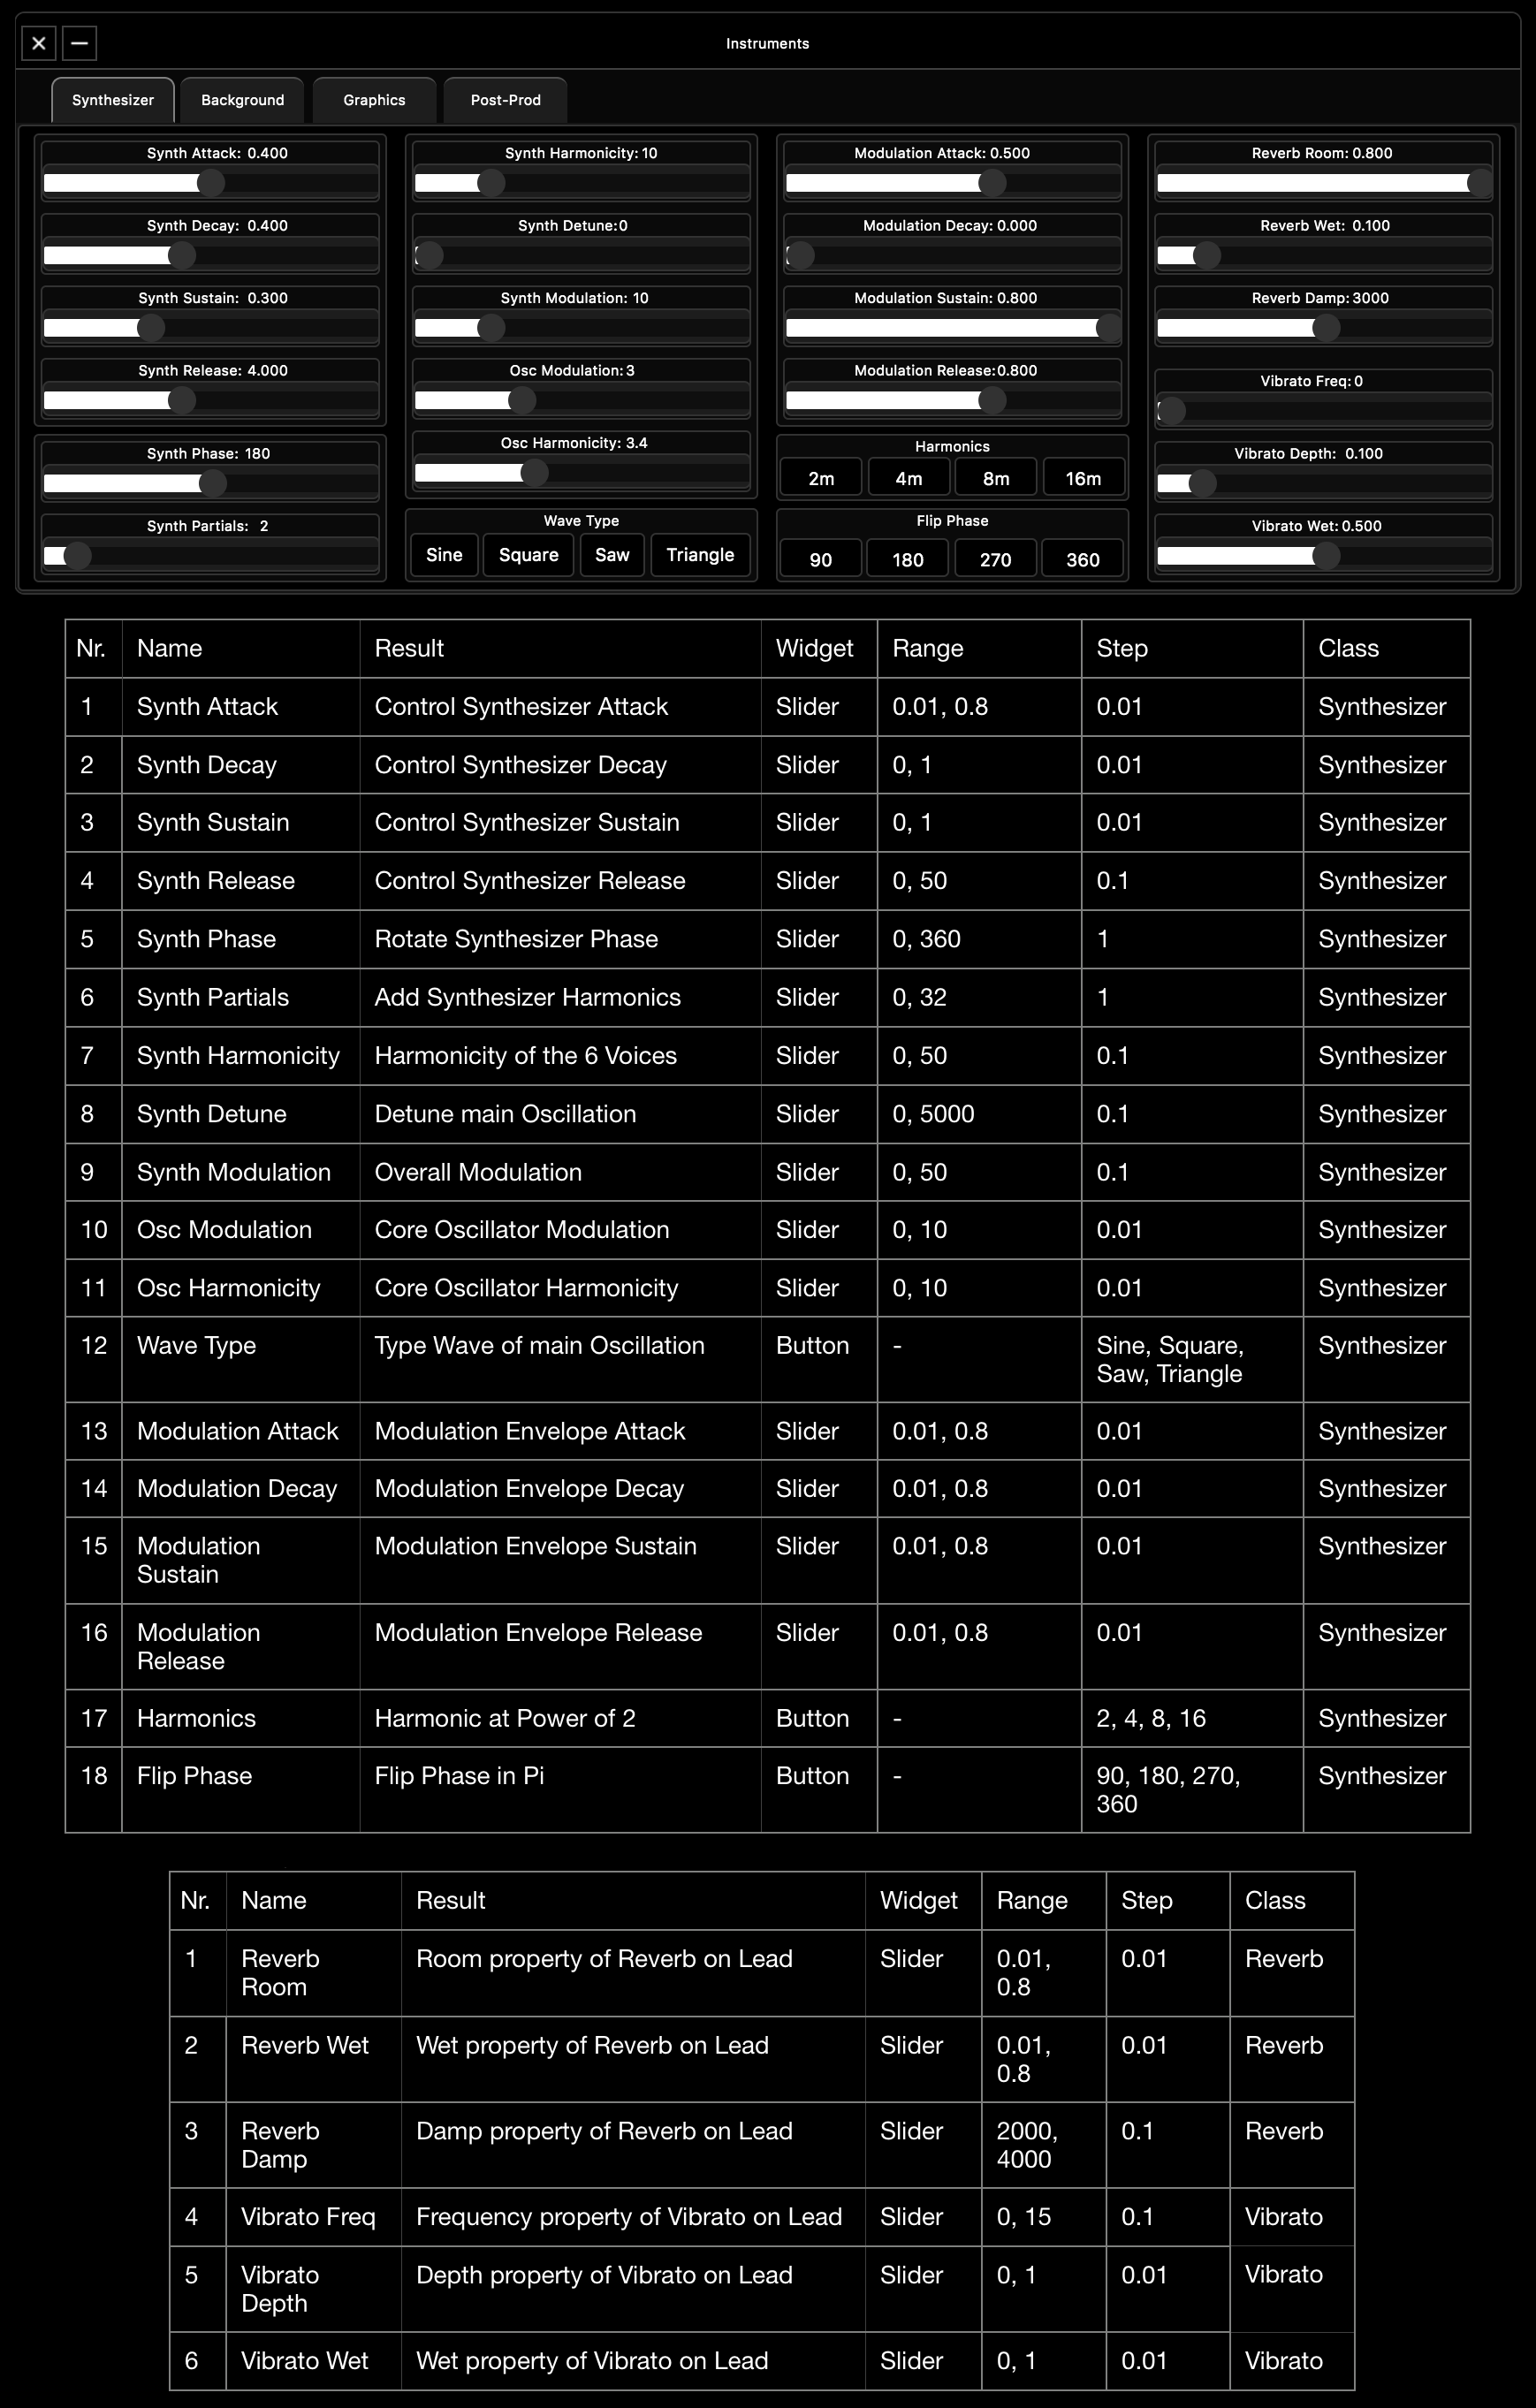 Instruments
Synthesizer Background Graphics Post-Prod
Synth Attack: 0.400
Synth Decay: 0.400
Synth Sustain: 0.300
Synth Release: 4.000
Synth Phase: 180
Synth Partials: 2
Synth Harmonicity: 10
Synth Detune:0
Synth Modulation: 10
Osc Modulation: 3
Osc Harmonicity: 3.4
Wave Type
Sine Square Saw Triangle
Modulation Attack: 0.500
Modulation Decay: 0.000
Modulation Sustain: 0.800
Modulation Release:0.800
Harmonics
2m 4m 8m 16m
Flip Phase
90 180 270 360
Reverb Room: 0.800
Reverb Wet: 0.100
Reverb Damp:3000
Vibrato Freq:0
Vibrato Depth: 0.100
Vibrato Wet:0.500
Nr. Name Result Widget Range Step Class
1 Synth Attack Control Synthesizer Attack Slider 0.01, 0.8 0.01 Synthesizer
2 Synth Decay Control Synthesizer Decay Slider 0, 1 0.01 Synthesizer
3 Synth Sustain Control Synthesizer Sustain Slider 0, 1 0.01 Synthesizer
4 Synth Release Control Synthesizer Release Slider 0, 50 0.1 Synthesizer
5 Synth Phase Rotate Synthesizer Phase Slider 0, 360 1 Synthesizer
6 Synth Partials Add Synthesizer Harmonics Slider 0, 32 1 Synthesizer
7 Synth Harmonicity Harmonicity of the 6 Voices Slider 0, 50 0.1 Synthesizer
8 Synth Detune Detune main Oscillation Slider 0, 5000 0.1 Synthesizer
9 Synth Modulation Overall Modulation Slider 0, 50 0.1 Synthesizer
10 Osc Modulation Core Oscillator Modulation Slider 0, 10 0.01 Synthesizer
11 Osc Harmonicity Core Oscillator Harmonicity Slider 0, 10 0.01 Synthesizer
12 Wave Type Type Wave of main Oscillation Button - Sine, Square, Synthesizer
Saw, Triangle
13 Modulation Attack Modulation Envelope Attack Slider 0.01, 0.8 0.01 Synthesizer
14 Modulation Decay Modulation Envelope Decay Slider 0.01, 0.8 0.01 Synthesizer
15 Modulation Modulation Envelope Sustain Slider 0.01, 0.8 0.01 Synthesizer
Sustain
16 Modulation Modulation Envelope Release Slider 0.01, 0.8 0.01 Synthesizer
Release
17 Harmonics Harmonic at Power of 2 Button - 2, 4, 8, 16 Synthesizer
18 Flip Phase Flip Phase in Pi Button - 90, 180, 270, Synthesizer
360
Nr. Name Result Widget Range Step Class
1 Reverb Room property of Reverb on Lead Slider 0.01, 0.01 Reverb
Room 0.8
2 Reverb Wet Wet property of Reverb on Lead Slider 0.01, 0.01 Reverb
0.8
3 Reverb Damp property of Reverb on Lead Slider 2000, 0.1 Reverb
Damp 4000
4 Vibrato Freq Frequency property of Vibrato on Lead Slider 0, 15 0.1 Vibrato
5 Vibrato Depth property of Vibrato on Lead Slider 0, 1 0.01 Vibrato
Depth
6 Vibrato Wet Wet property of Vibrato on Lead Slider 0, 1 0.01 Vibrato